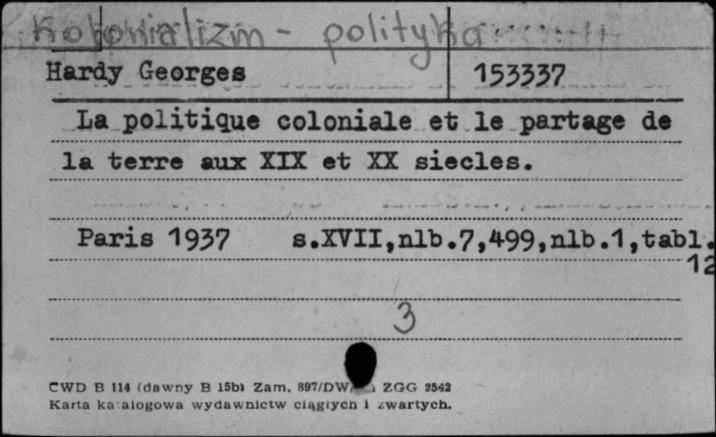 Kolonializm - polityka
Hardy Georges 153337
La politique coloniale et le partage de
la terre aux XIX et XX siecles.
Paris 1937 s.XVII,nlb.7,499,nlb.1,tabl.
12
3
CWD B 114 (dawny B 15b) Zam. 897/DW ZGG 2542
Karta katalogowa wydawnictw ciągłych i zwartych.